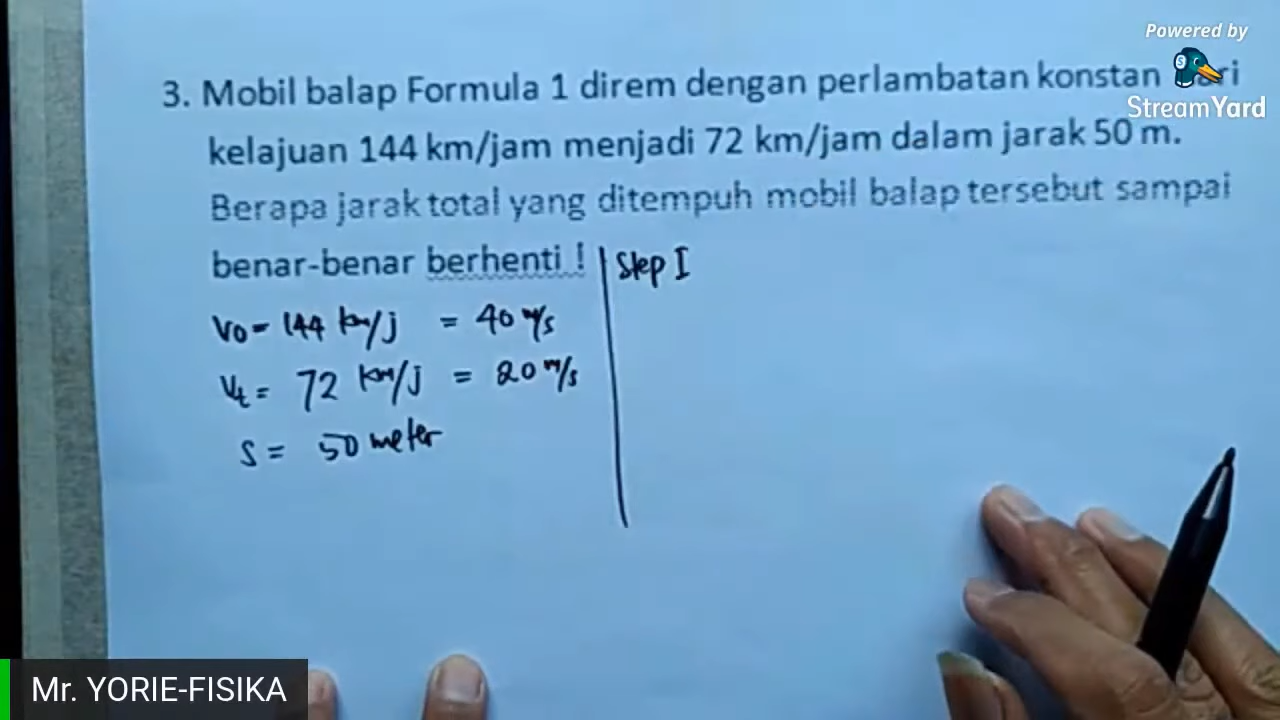 Powered by
StreamYard
3. Mobil balap Formula 1 direm dengan perlambatan konstan
kelajuan 144 km/jam menjadi 72 km/jam dalam jarak 50 m.
Berapa jarak total yang ditempuh mobil balap tersebut sampai
benar-benar berhenti !
Step I
Vo = 144 km/j = 40 m/s
Vt = 72 km/j = 20 m/s
S = 50 meter
Mr. YORIE-FISIKA